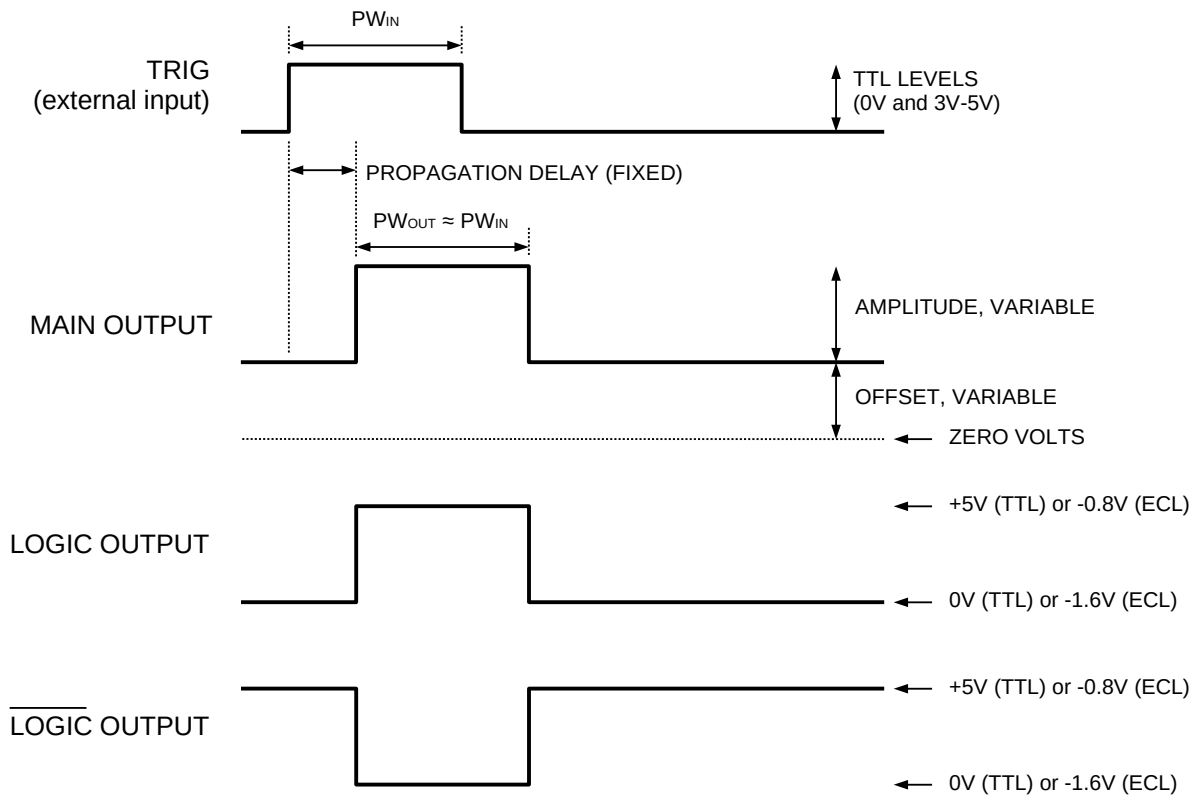 PWIN
TRIG
(external input)
TTL LEVELS
(0V and 3V-5V)
PROPAGATION DELAY (FIXED)
PWOUT ≈ PWIN
MAIN OUTPUT
AMPLITUDE, VARIABLE
OFFSET, VARIABLE
ZERO VOLTS
+5V (TTL) or -0.8V (ECL)
LOGIC OUTPUT
0V (TTL) or -1.6V (ECL)
+5V (TTL) or -0.8V (ECL)
LOGIC OUTPUT
0V (TTL) or -1.6V (ECL)